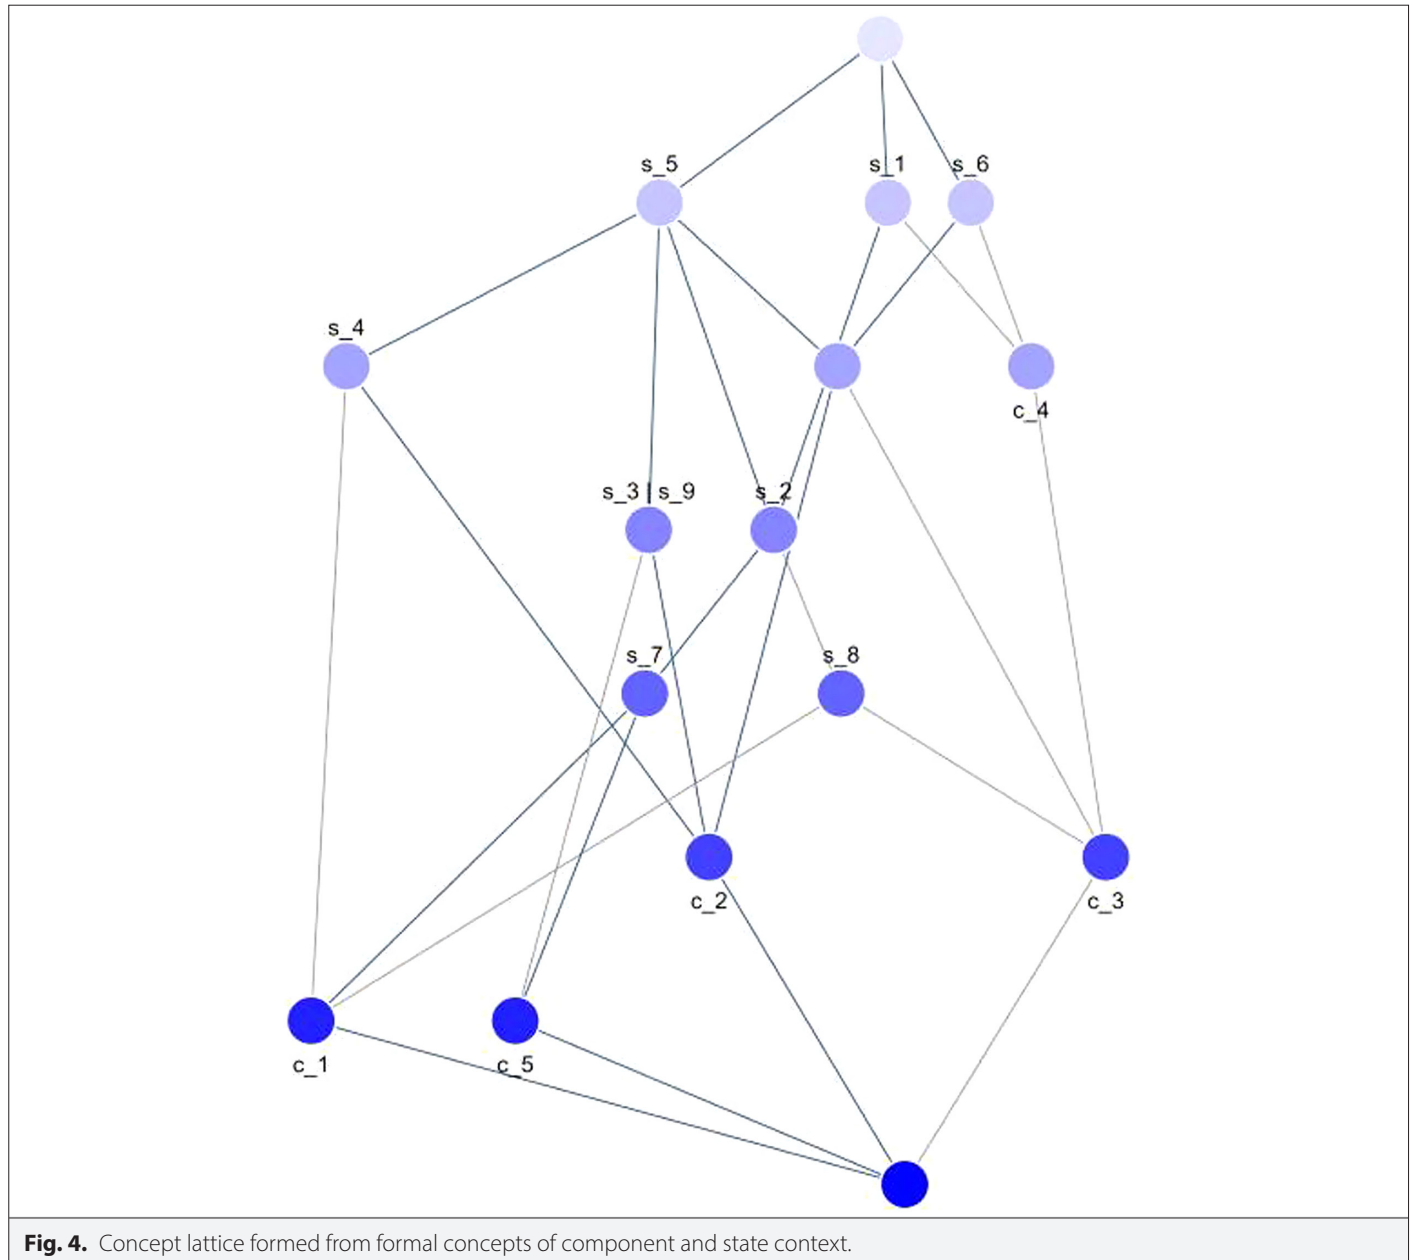 s_5 s_1 s_6
s_4
c_4
s_3 s_9 s_2
s_7 s_8
c_2 c_3
c_1 c_5
Fig. 4. Concept lattice formed from formal concepts of component and state context.